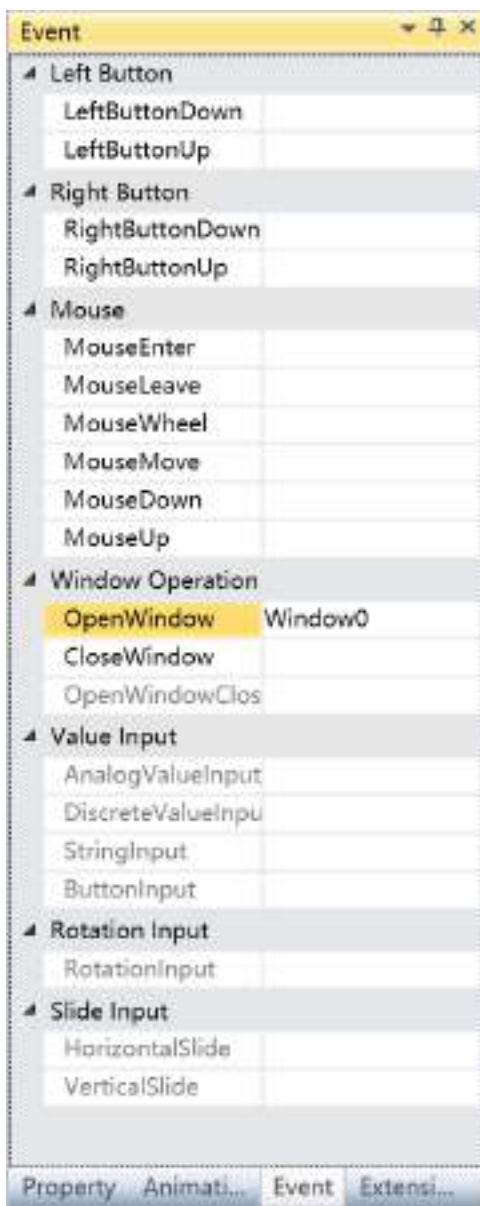 Event
Left Button
LeftButtonDown
LeftButtonUp
Right Button
RightButtonDown
RightButtonUp
Mouse
MouseEnter
MouseLeave
MouseWheel
MouseMove
MouseDown
MouseUp
Window Operation
OpenWindow Window0
CloseWindow
OpenWindowClos
Value Input
AnalogValueInput
DiscreteValueInpu
StringInput
ButtonInput
Rotation Input
RotationInput
Slide Input
HorizontalSlide
VerticalSlide
Property Animati... Event Extensi...